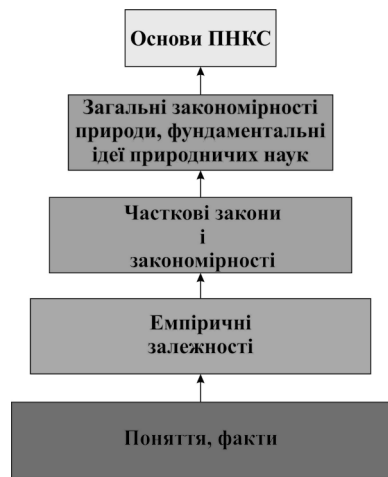 Основи ПНКС
Загальні закономірності
природи, фундаментальні
ідеї природничих наук
Часткові закони
і
закономірності
Емпіричні
залежності
Поняття, факти